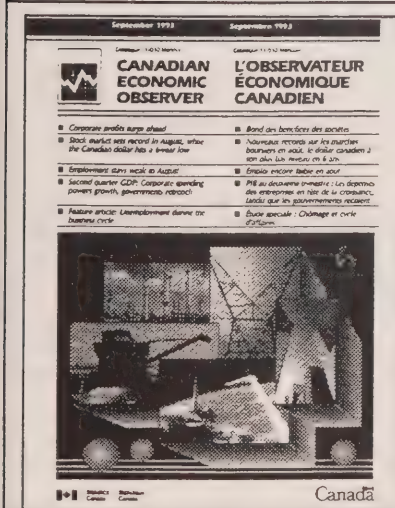 September 1993
Septembre 1993
CANADIAN
ECONOMIC
OBSERVER
L'OBSERVATEUR
ÉCONOMIQUE
CANADIEN
Corporate profits surge ahead
Stock market sets record in August, while
the Canadian dollar hits a low
Employment stays weak in August
Second quarter GDP: Corporate spending
powers growth, governments retrench
Feature article: Unemployment during the
business cycle
Bond des bénéfices des sociétés
Nouveaux records sur les marchés
boursiers en août, le dollar canadien à
son plus bas niveau en 6 ans
Emploi encore faible en août
PIB au deuxième trimestre : Les dépenses
des entreprises en tête de la croissance,
tandis que les gouvernements
Étude spéciale : Chômage et cycle
d'affaires
Statistics Statistique
Canada Canada
Canada